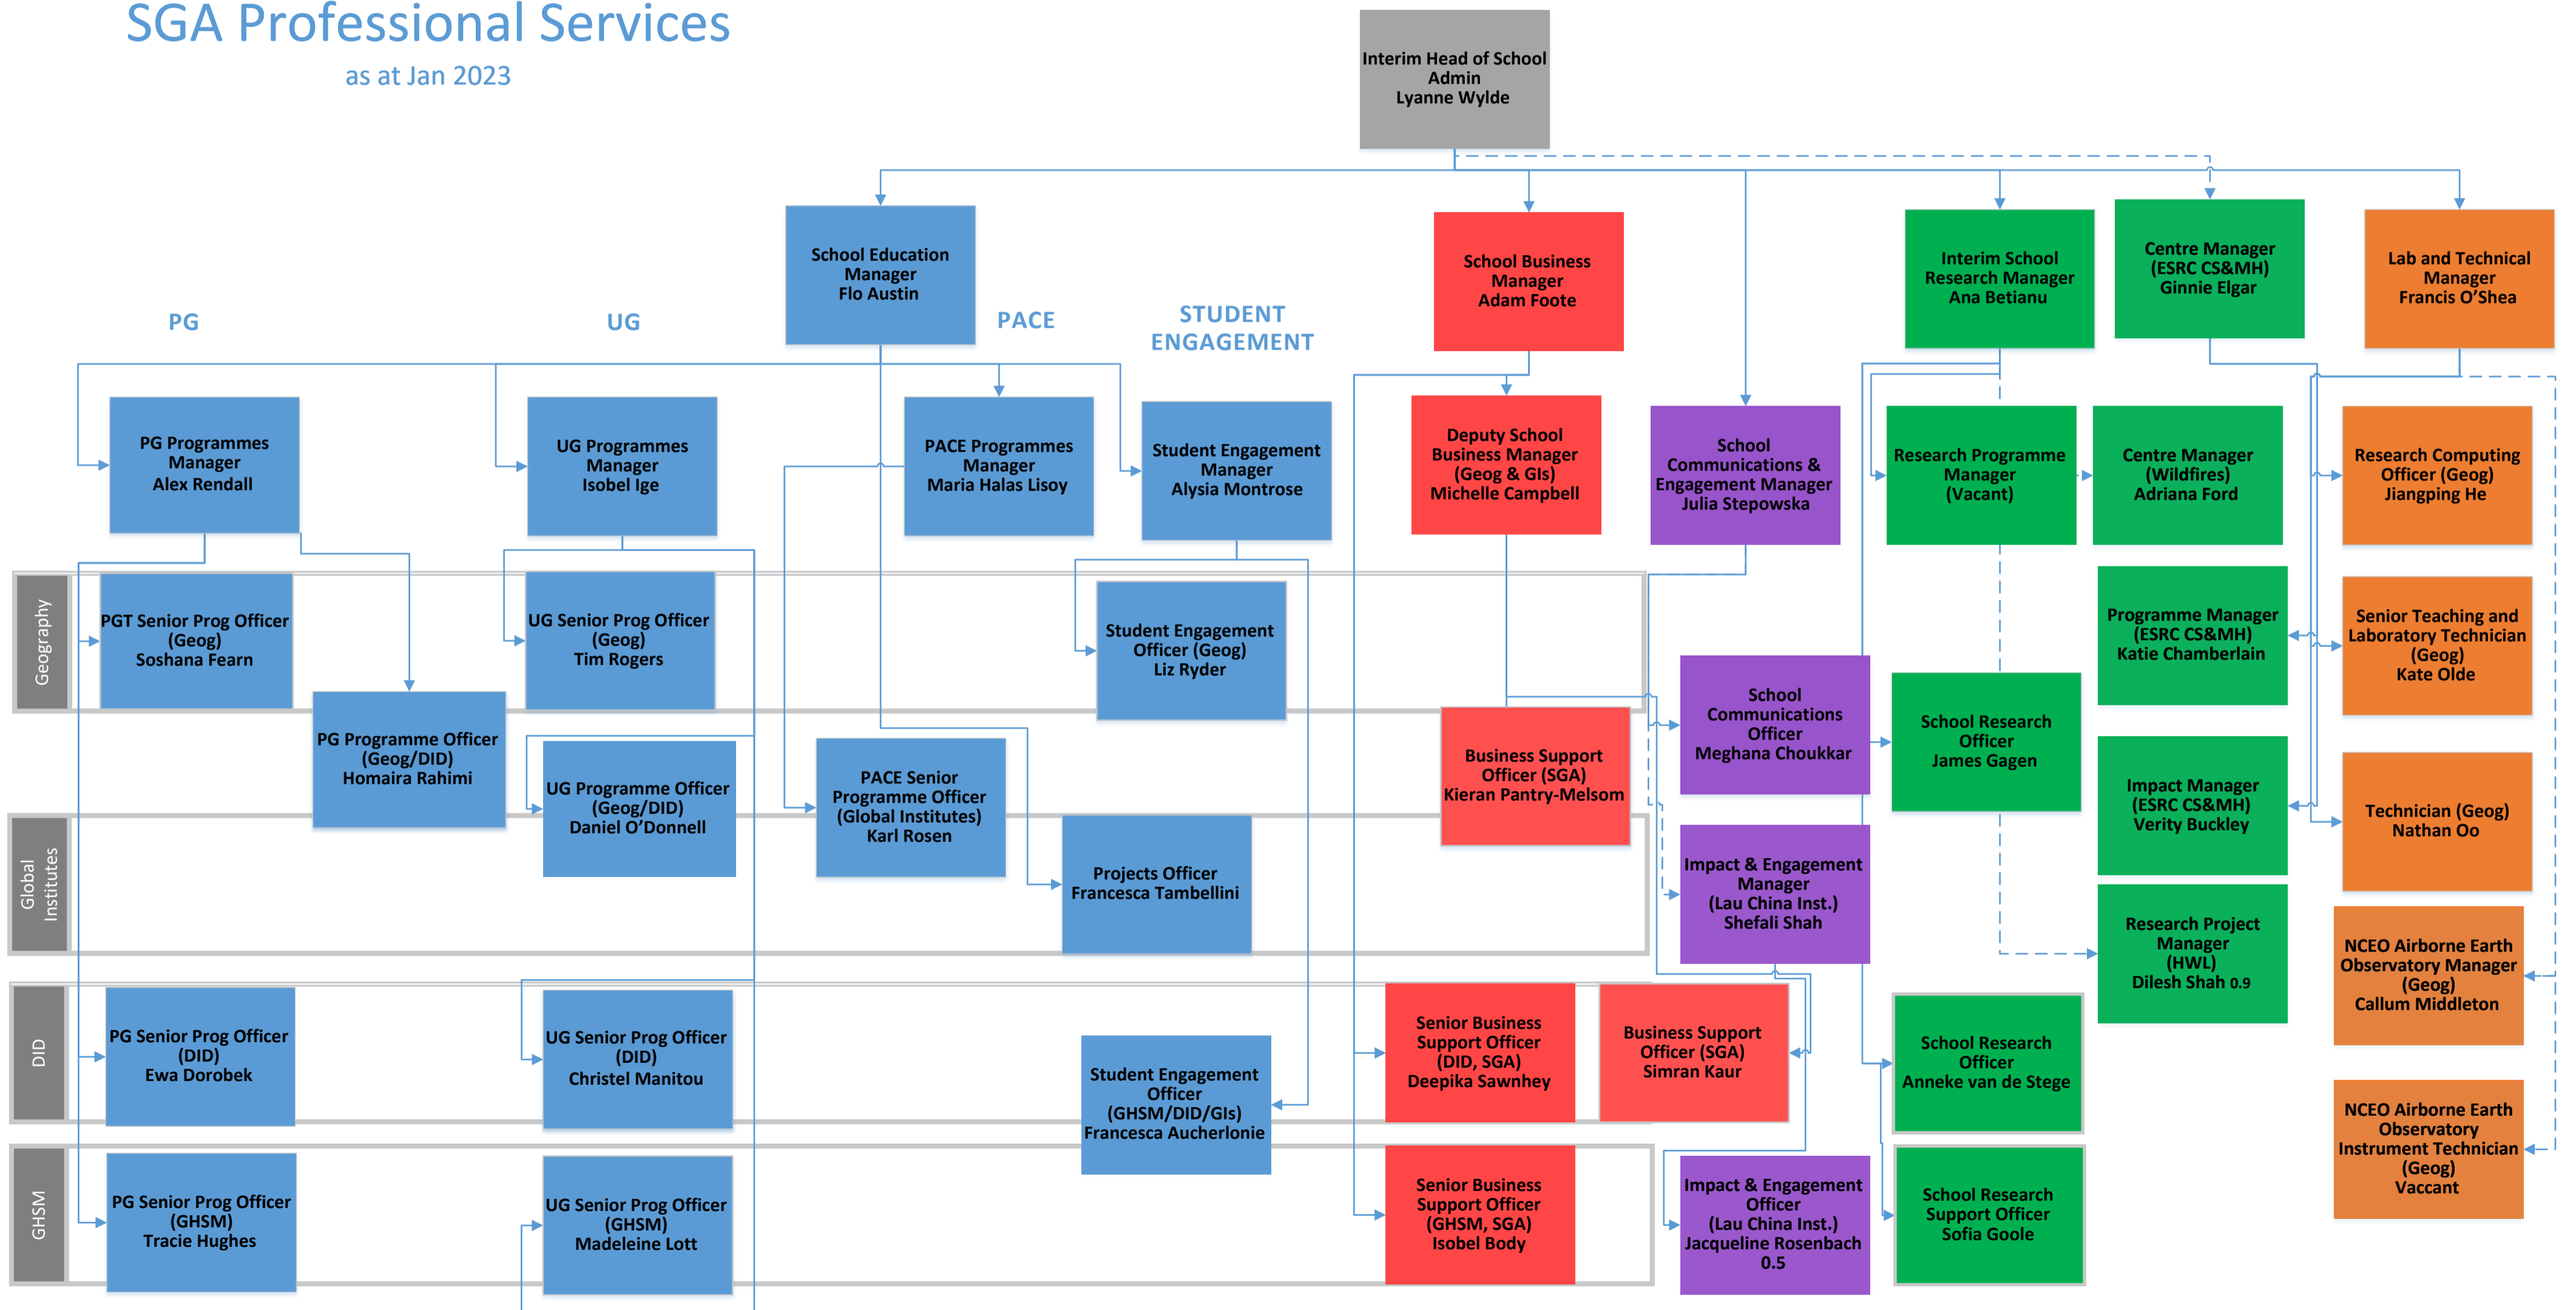 SGA Professional Services
as at Jan 2023
Interim Head of School
Admin
Lyanne Wylde
School Education
Manager
Flo Austin
School Business
Manager
Adam Foote
Interim School
Research Manager
Ana Betianu
Centre Manager
(ESRC CS&MH)
Ginnie Elgar
Lab and Technical
Manager
Francis O’Shea
PG
UG
PACE
STUDENT
ENGAGEMENT
PG Programmes
Manager
Alex Rendall
UG Programmes
Manager
Isobel Ige
PACE Programmes
Manager
Maria Halas Lisoy
Student Engagement
Manager
Alysia Montrose
Deputy School
Business Manager
(Geog & GIs)
Michelle Campbell
School
Communications &
Engagement Manager
Julia Stepowska
Research Programme
Manager
(Vacant)
Centre Manager
(Wildfires)
Adriana Ford
Research Computing
Officer (Geog)
Jiangping He
Geography
PGT Senior Prog Officer
(Geog)
Soshana Fearn
UG Senior Prog Officer
(Geog)
Tim Rogers
Student Engagement
Officer (Geog)
Liz Ryder
Programme Manager
(ESRC CS&MH)
Katie Chamberlain
Senior Teaching and
Laboratory Technician
(Geog)
Kate Olde
PG Programme Officer
(Geog/DID)
Homaira Rahimi
UG Programme Officer
(Geog/DID)
Daniel O’Donnell
PACE Senior
Programme Officer
(Global Institutes)
Karl Rosen
Business Support
Officer (SGA)
Kieran Pantry-Melsom
School
Communications
Officer
Meghana Choukkar
School Research
Officer
James Gagen
Impact Manager
(ESRC CS&MH)
Verity Buckley
Technician (Geog)
Nathan Oo
Global
Institutes
Projects Officer
Francesca Tambellini
Impact & Engagement
Manager
(Lau China Inst.)
Shefali Shah
Research Project
Manager
(HWL)
Dilesh Shah 0.9
NCEO Airborne Earth
Observatory Manager
(Geog)
Callum Middleton
DID
PG Senior Prog Officer
(DID)
Ewa Dorobek
UG Senior Prog Officer
(DID)
Christel Manitou
Student Engagement
Officer
(GHSM/DID/GIs)
Francesca Aucherlonie
Senior Business
Support Officer
(DID, SGA)
Deepika Sawnhey
Business Support
Officer (SGA)
Simran Kaur
School Research
Officer
Anneke van de Stege
NCEO Airborne Earth
Observatory
Instrument Technician
(Geog)
Vaccant
GHSM
PG Senior Prog Officer
(GHSM)
Tracie Hughes
UG Senior Prog Officer
(GHSM)
Madeleine Lott
Senior Business
Support Officer
(GHSM, SGA)
Isobel Body
Impact & Engagement
Officer
(Lau China Inst.)
Jacqueline Rosenbach
0.5
School Research
Support Officer
Sofia Goole